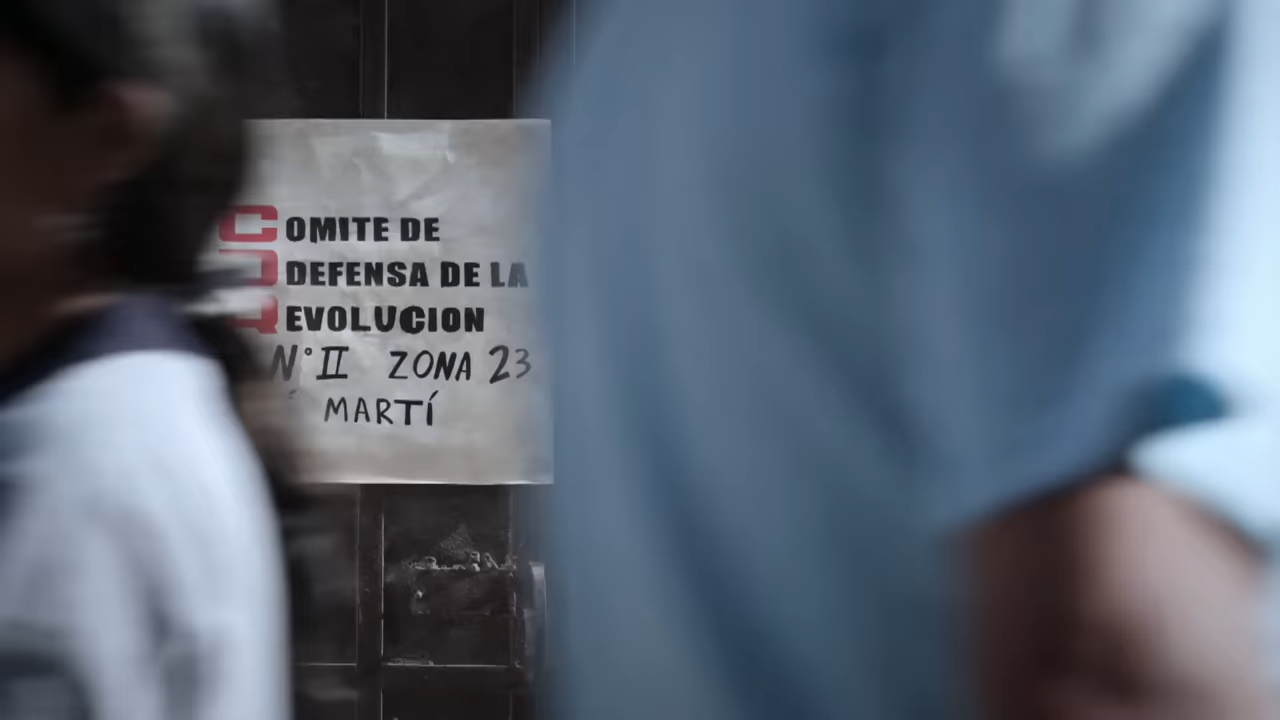 COMITE DE
DEFENSA DE LA
REVOLUCION
N° II ZONA 23
MARTÍ